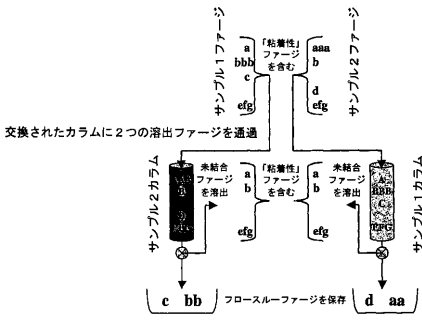 サンプル1ファージ
a
bbb
c
efg
「粘着性」
ファージ
を含む
aaa
b
d
efg
サンプル2ファージ
交換されたカラムに2つの溶出ファージを通過
サンプル2カラム
未結合
ファージ
を溶出
a
b
efg
「粘着性」
ファージ
を含む
a
b
efg
未結合
ファージ
を溶出
A
BBB
C
EFG
サンプル1カラム
c bb
フロースルーファージを保存
d aa